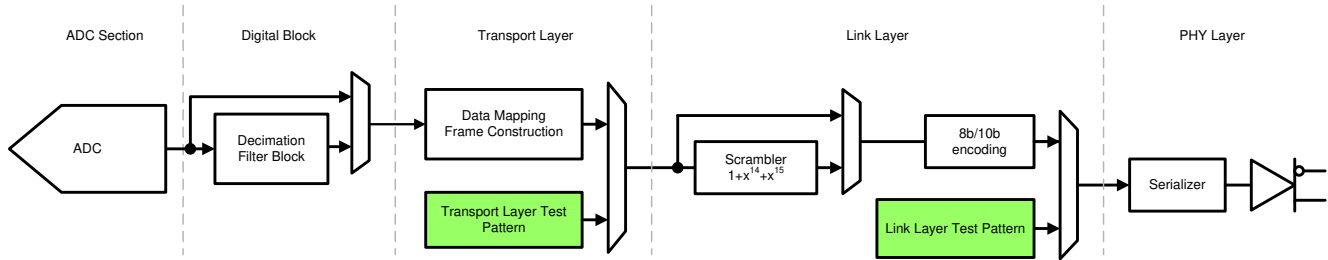 ADC Section
Digital Block
Transport Layer
Link Layer
PHY Layer
ADC
Decimation
Filter Block
Data Mapping
Frame Construction
Transport Layer Test
Pattern
Scrambler
1+x¹⁴+x¹⁵
8b/10b
encoding
Link Layer Test Pattern
Serializer